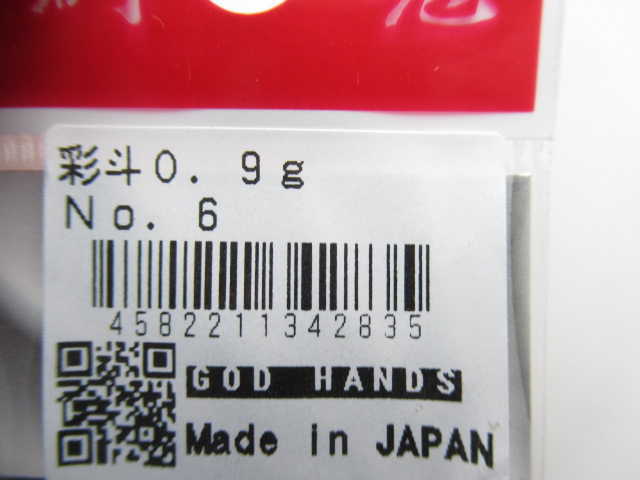 彩斗0.9g
No.6
4582211342835
GOD HANDS
Made in JAPAN